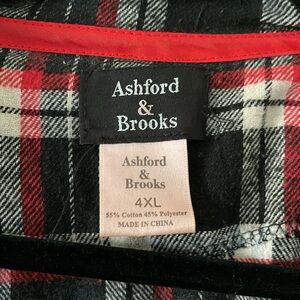 Ashford
&
Brooks
Ashford
&
Brooks
4XL
55% Cotton 45% Polyester
MADE IN CHINA